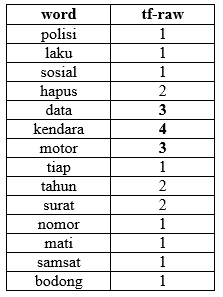 word tf-raw
polisi 1
laku 1
sosial 1
hapus 2
data 3
kendara 4
motor 3
tiap 1
tahun 2
surat 2
nomor 1
mati 1
samsat 1
bodong 1